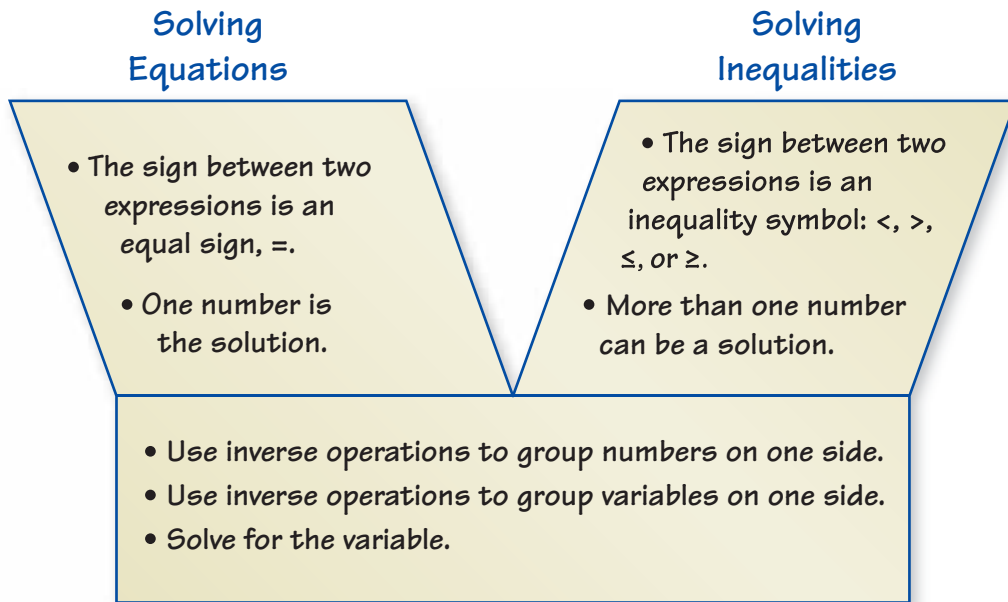 Solving
Equations
• The sign between two
expressions is an
equal sign, =.
• One number is
the solution.
Solving
Inequalities
• The sign between two
expressions is an
inequality symbol: <, >,
≤, or ≥.
• More than one number
can be a solution.
• Use inverse operations to group numbers on one side.
• Use inverse operations to group variables on one side.
• Solve for the variable.